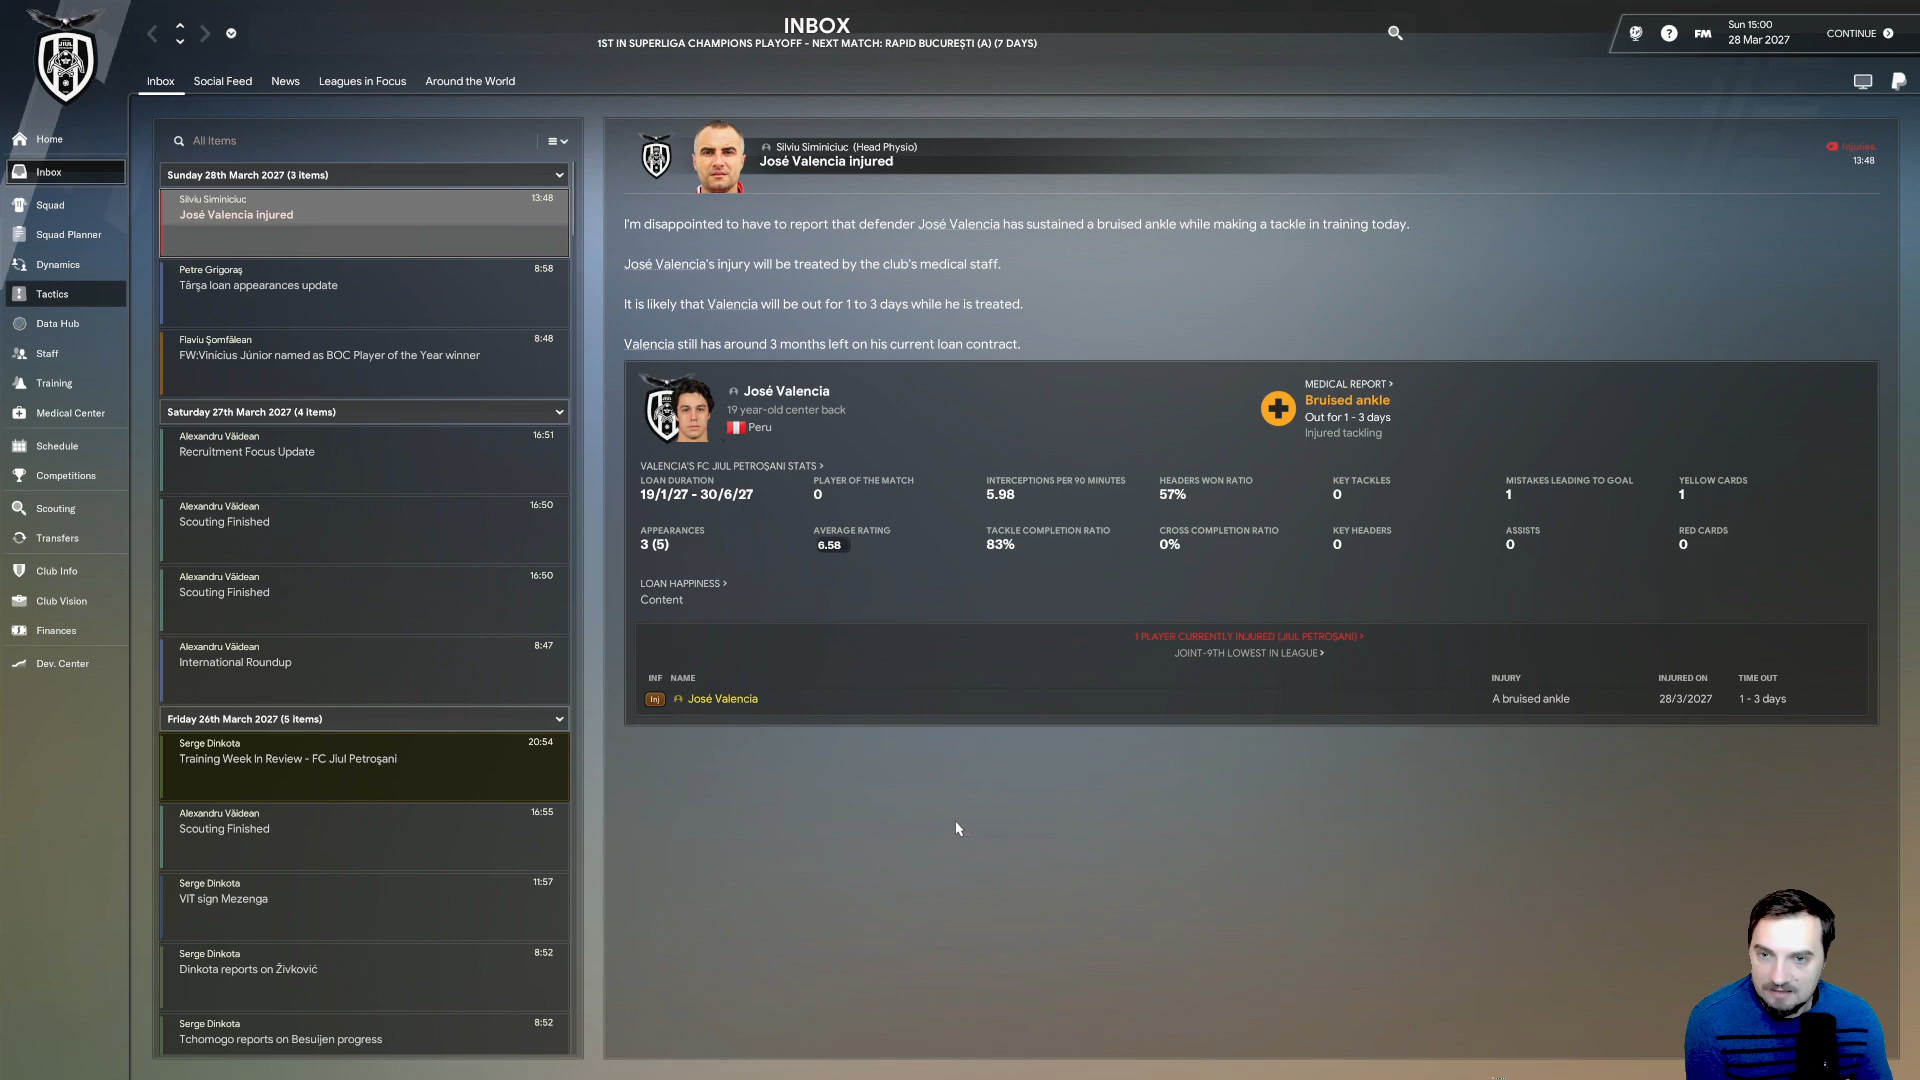 INBOX
1ST IN SUPERLIGA CHAMPIONS PLAYOFF - NEXT MATCH: RAPID BUCUREȘTI (A) (7 DAYS)
FM
Sun 15:00
28 Mar 2027
CONTINUE
JIUL
Inbox
Social Feed
News
Leagues in Focus
Around the World
Home
Inbox
Squad
Squad Planner
Dynamics
Tactics
Data Hub
Staff
Training
Medical Center
Schedule
Competitions
Scouting
Transfers
Club Info
Club Vision
Finances
Dev. Center
All Items
Sunday 28th March 2027 (3 items)
Silviu Siminiciuc 13:48
José Valencia injured
Petre Grigoraş 8:58
Târşa loan appearances update
Flaviu Şomfălean 8:48
FW:Vinícius Júnior named as BOC Player of the Year winner
Saturday 27th March 2027 (4 items)
Alexandru Văidean 16:51
Recruitment Focus Update
Alexandru Văidean 16:50
Scouting Finished
Alexandru Văidean 16:50
Scouting Finished
Alexandru Văidean 8:47
International Roundup
Friday 26th March 2027 (5 items)
Serge Dinkota 20:54
Training Week In Review - FC Jiul Petroşani
Alexandru Văidean 16:55
Scouting Finished
Serge Dinkota 11:57
VIT sign Mezenga
Serge Dinkota 8:52
Dinkota reports on Živković
Serge Dinkota 8:52
Tchomogo reports on Besuijen progress
Silviu Siminiciuc (Head Physio)
José Valencia injured
Injuries
13:48
I'm disappointed to have to report that defender José Valencia has sustained a bruised ankle while making a tackle in training today.
José Valencia's injury will be treated by the club's medical staff.
It is likely that Valencia will be out for 1 to 3 days while he is treated.
Valencia still has around 3 months left on his current loan contract.
José Valencia
19 year-old center back
Peru
MEDICAL REPORT >
Bruised ankle
Out for 1 - 3 days
Injured tackling
VALENCIA'S FC JIUL PETROŞANI STATS >
LOAN DURATION PLAYER OF THE MATCH INTERCEPTIONS PER 90 MINUTES HEADERS WON RATIO KEY TACKLES MISTAKES LEADING TO GOAL YELLOW CARDS
19/1/27 - 30/6/27 0 5.98 57% 0 1 1
APPEARANCES AVERAGE RATING TACKLE COMPLETION RATIO CROSS COMPLETION RATIO KEY HEADERS ASSISTS RED CARDS
3 (5) 6.58 83% 0% 0 0 0
LOAN HAPPINESS >
Content
1 PLAYER CURRENTLY INJURED (JIUL PETROŞANI) >
JOINT-9TH LOWEST IN LEAGUE >
INF NAME INJURY INJURED ON TIME OUT
Inj José Valencia A bruised ankle 28/3/2027 1 - 3 days